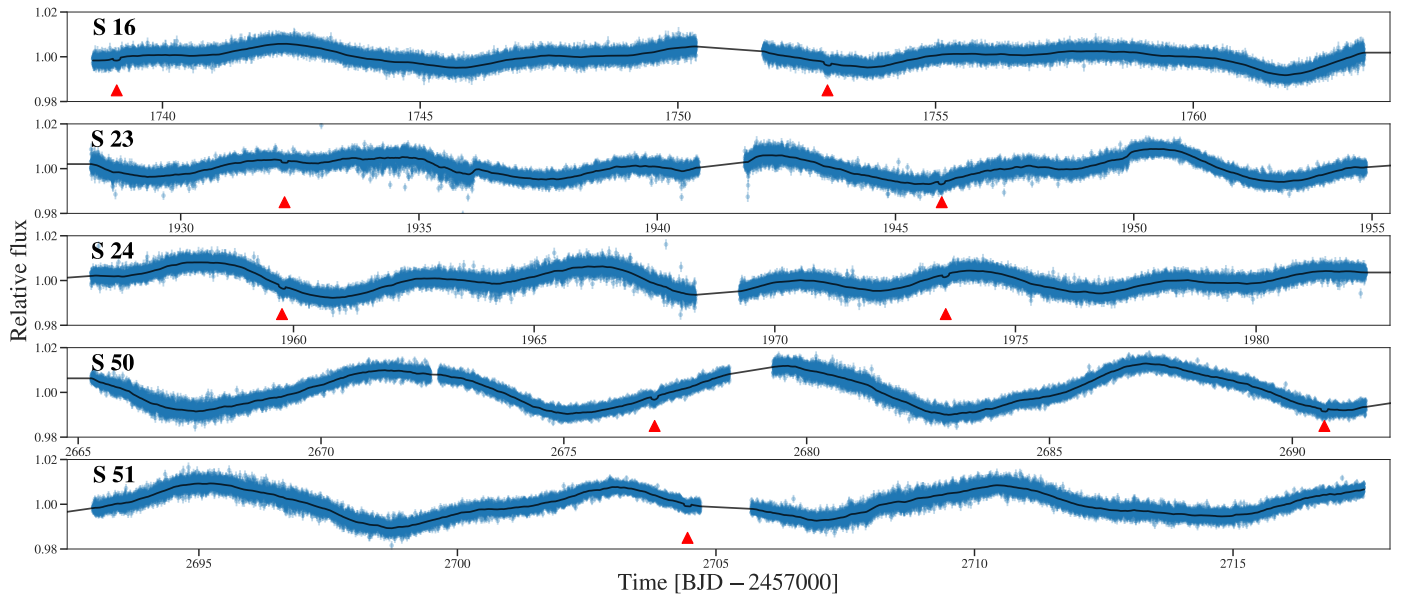 1.02
S 16
1.00
0.98
1740 1745 1750 1755 1760
1.02
S 23
1.00
0.98
1930 1935 1940 1945 1950 1955
1.02
S 24
1.00
0.98
1960 1965 1970 1975 1980
1.02
S 50
1.00
0.98
2665 2670 2675 2680 2685 2690
1.02
S 51
1.00
0.98
2695 2700 2705 2710 2715
Relative flux
Time [BJD − 2457000]